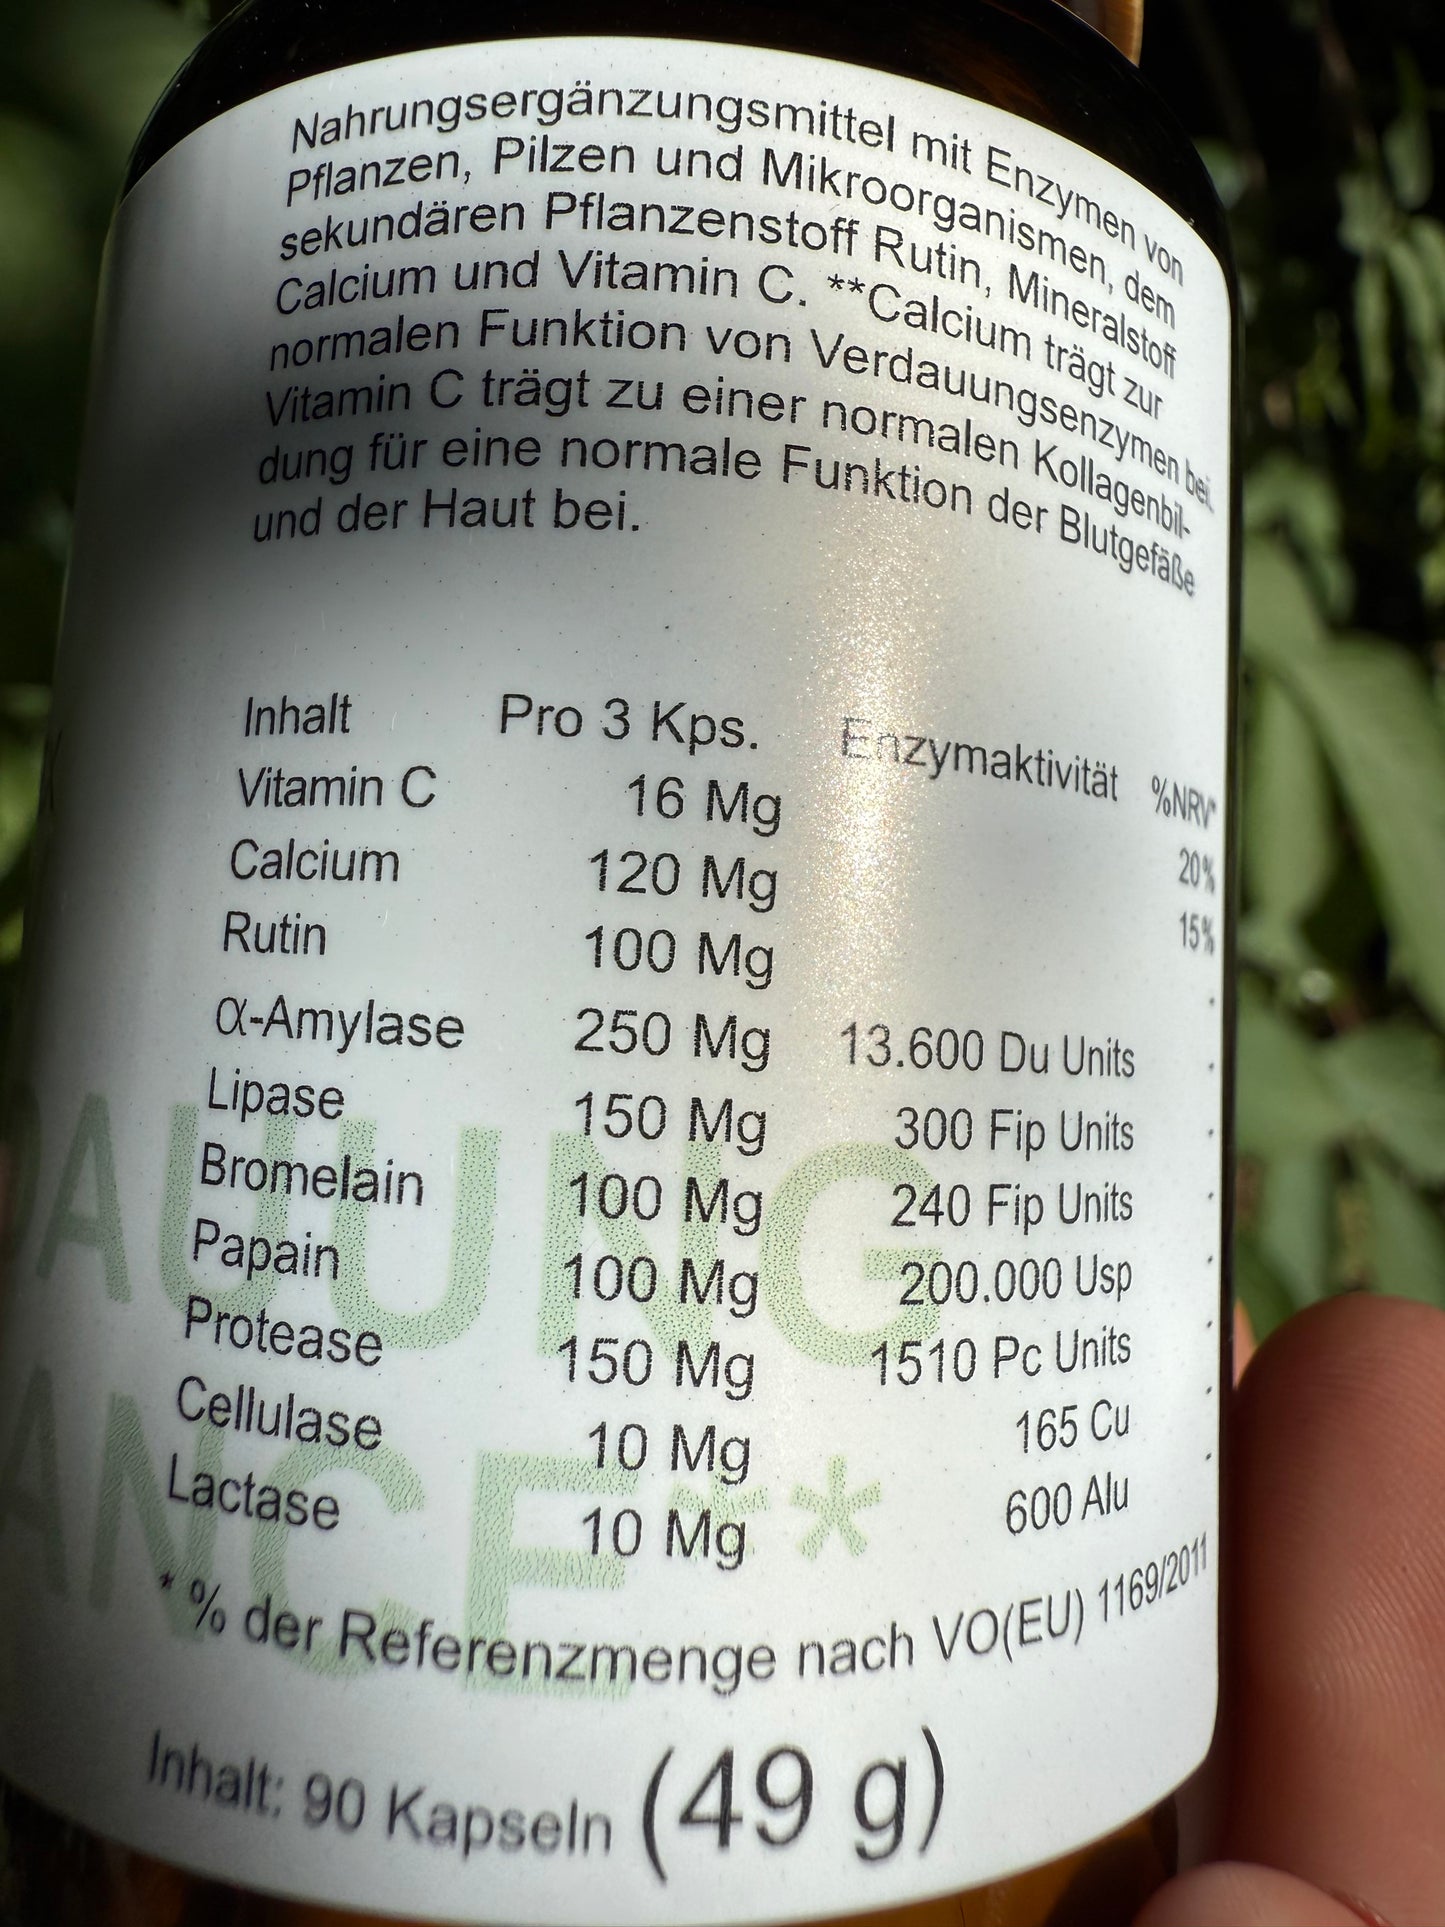 Nahrungsergänzungsmittel mit Enzymen von
Pflanzen, Pilzen und Mikroorganismen, dem
sekundären Pflanzenstoff Rutin, Mineralstoff
Calcium und Vitamin C. **Calcium trägt zur
normalen Funktion von Verdauungsenzymen bei.
Vitamin C trägt zu einer normalen Kollagenbil-
dung für eine normale Funktion der Blutgefäße
und der Haut bei.
Inhalt Pro 3 Kps. Enzymaktivität %NRV*
Vitamin C 16 Mg 20%
Calcium 120 Mg 15%
Rutin 100 Mg .
α-Amylase 250 Mg 13.600 Du Units .
Lipase 150 Mg 300 Fip Units .
Bromelain 100 Mg 240 Fip Units .
Papain 100 Mg 200.000 Usp .
Protease 150 Mg 1510 Pc Units .
Cellulase 10 Mg 165 Cu .
Lactase 10 Mg 600 Alu
* % der Referenzmenge nach VO(EU) 1169/2011
Inhalt: 90 Kapseln (49 g)
AUUNG
ANCE**